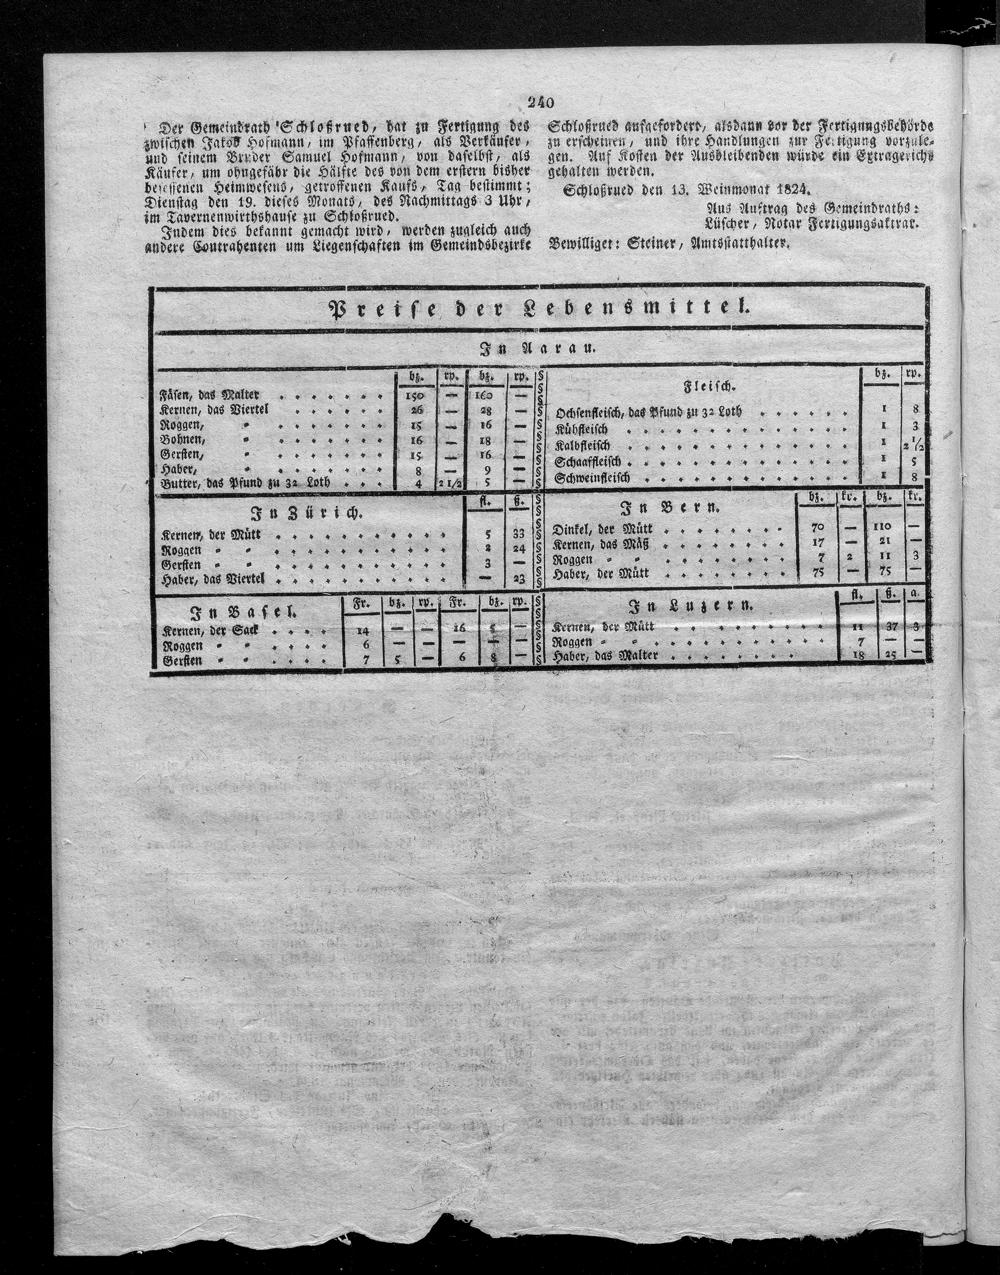 240
Der Gemeindrath Schloßrued, hat zu Fertigung des
zwischen Jakob Hofmann, im Pfaffenberg, als Verkäufer,
und seinem Bruder Samuel Hofmann, von daselbst, als
Käufer, um ohngefähr die Hälfte des von dem erstern bisher
besessenen Heimwesens, getroffenen Kaufs, Tag bestimmt;
Dienstag den 19. dieses Monats, des Nachmittags 3 Uhr,
im Tavernenwirthshause zu Schloßrued.
Indem dies bekannt gemacht wird, werden zugleich auch
andere Contrahenten um Liegenschaften im Gemeindsbezirke
Schloßrued aufgefordert, alsdann vor der Fertigungsbehörde
zu erscheinen, und ihre Handlungen zur Fertigung vorzule-
gen. Auf Kosten der Ausbleibenden würde ein Extragericht
gehalten werden.
Schloßrued den 13. Weinmonat 1824.
Aus Auftrag des Gemeindraths:
Lüscher, Notar Fertigungsaktuar.
Bewilliget: Steiner, Amtsstatthalter.
Preise der Lebensmittel.
In Aarau.
bz. rp. bz. rp.
Fäsen, das Malter . . . . . . . 150 — 160 —
Kernen, das Viertel . . . . . . 26 — 28 —
Roggen, " . . . . . . . 15 — 16 —
Bohnen, " . . . . . . . 16 — 18 —
Gersten, " . . . . . . . 15 — 16 —
Haber, " . . . . . . . 8 — 9 —
Butter, das Pfund zu 32 Loth . . . 4 2 1/2 5 —
Fleisch. bz. rp.
Ochsenfleisch, das Pfund zu 32 Loth . . . . . . 1 8
Kühfleisch . . . . . . . . . . . . . 1 3
Kalbfleisch . . . . . . . . . . . . . 1 2 1/2
Schaaffleisch . . . . . . . . . . . . 1 5
Schweinfleisch . . . . . . . . . . . 1 8
In Zürich. fl. ß.
Kernen, der Mütt . . . . . . . . . . 5 33
Roggen " " . . . . . . . . . . 2 24
Gersten " " . . . . . . . . . . 3 —
Haber, das Viertel . . . . . . . . . . — 23
In Bern. bz. kr. bz. kr.
Dinkel, der Mütt . . . . . . . . 70 — 110 —
Kernen, das Mäß . . . . . . . . 17 — 21 —
Roggen " " . . . . . . . . 7 2 11 3
Haber, der Mütt . . . . . . . . 75 — 75 —
In Basel. Fr. bz. rp. Fr. bz. rp.
Kernen, der Sack . . . . 14 — — 16 5 —
Roggen " " . . . . 6 — —
Gersten " " . . . . 7 5 — 6 8 —
In Luzern. fl. ß. a.
Kernen, der Mütt . . . . . . . . . . 11 37 3
Roggen " " . . . . . . . . . . 7 — —
Haber, das Malter . . . . . . . . 18 25 —